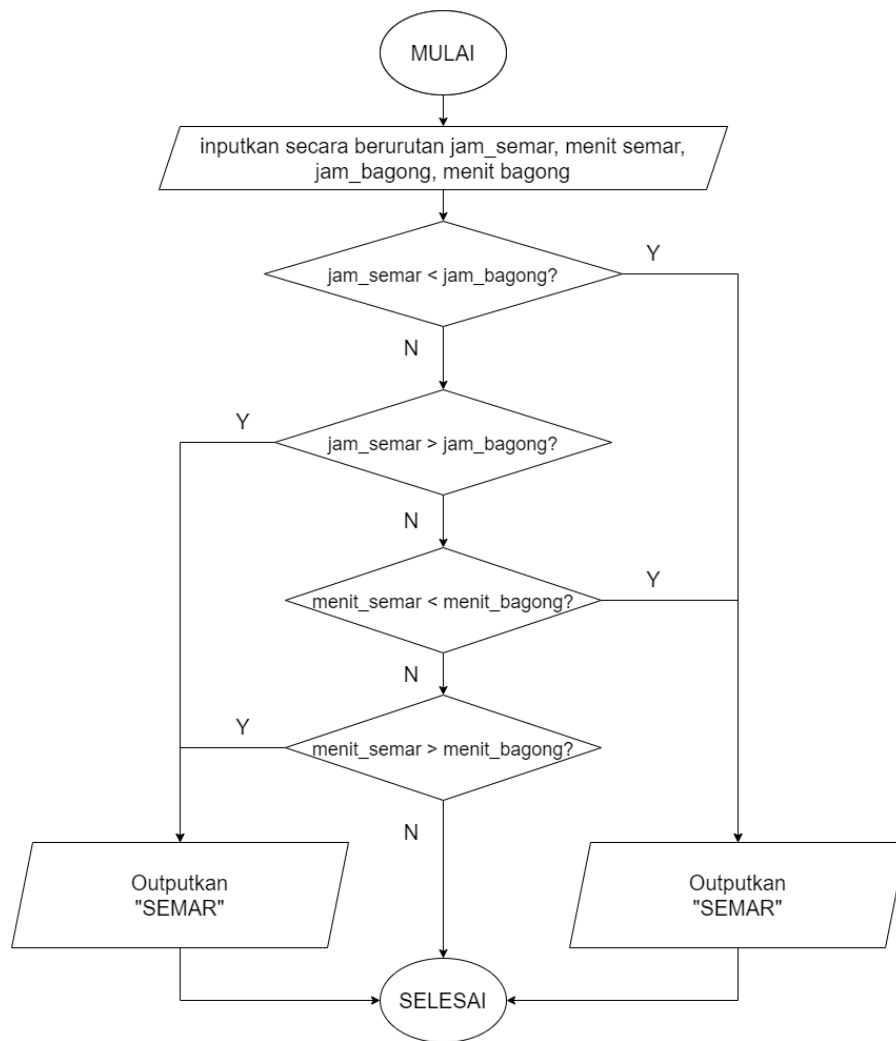 MULAI
inputkan secara berurutan jam_semar, menit semar,
jam_bagong, menit bagong
jam_semar < jam_bagong?
Y
N
jam_semar > jam_bagong?
Y
N
menit_semar < menit_bagong?
Y
N
menit_semar > menit_bagong?
Y
N
Outputkan
"SEMAR"
Outputkan
"SEMAR"
SELESAI